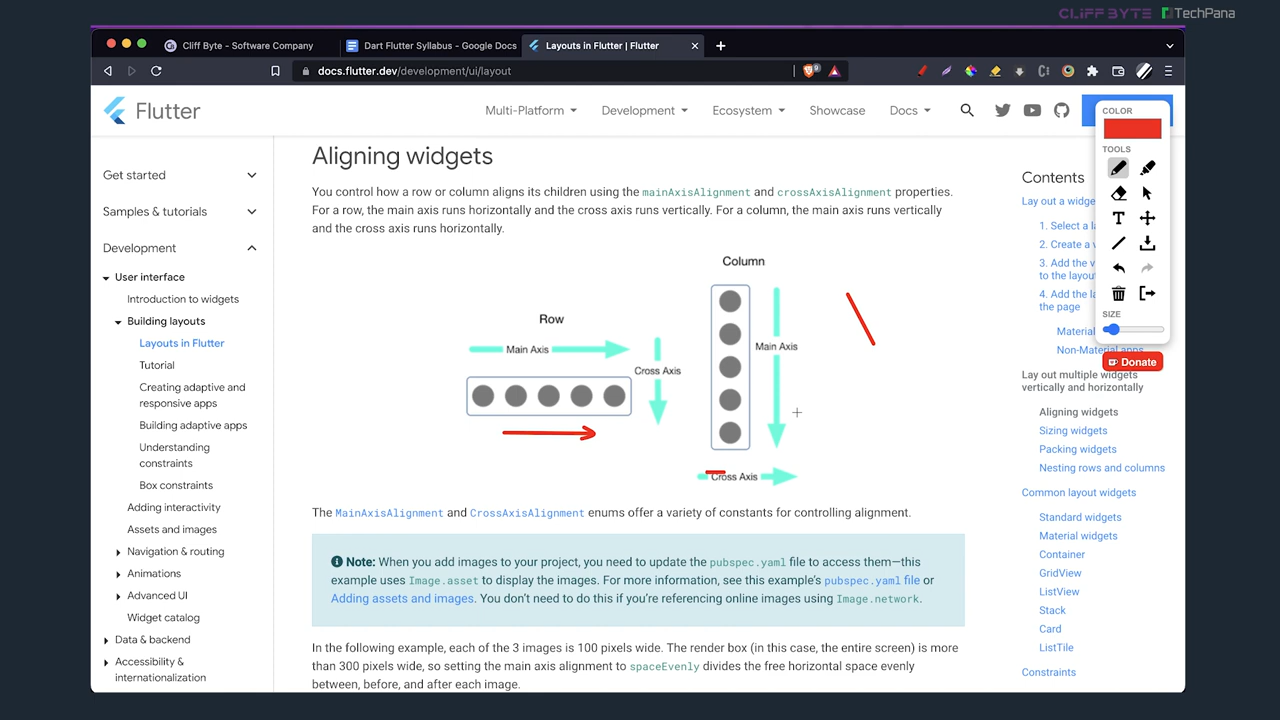 CLIFF BYTE TechPana
Cliff Byte - Software Company
Dart Flutter Syllabus - Google Docs
Layouts in Flutter | Flutter
docs.flutter.dev/development/ui/layout
9
Flutter
Multi-Platform
Development
Ecosystem
Showcase
Docs
Get started
Samples & tutorials
Development
User interface
Introduction to widgets
Building layouts
Layouts in Flutter
Tutorial
Creating adaptive and
responsive apps
Building adaptive apps
Understanding
constraints
Box constraints
Adding interactivity
Assets and images
Navigation & routing
Animations
Advanced UI
Widget catalog
Data & backend
Accessibility &
internationalization
Aligning widgets
You control how a row or column aligns its children using the mainAxisAlignment and crossAxisAlignment properties.
For a row, the main axis runs horizontally and the cross axis runs vertically. For a column, the main axis runs vertically
and the cross axis runs horizontally.
Row
Main Axis
Cross Axis
Column
Main Axis
Cross Axis
The MainAxisAlignment and CrossAxisAlignment enums offer a variety of constants for controlling alignment.
Note: When you add images to your project, you need to update the pubspec.yaml file to access them—this
example uses Image.asset to display the images. For more information, see this example's pubspec.yaml file or
Adding assets and images. You don't need to do this if you're referencing online images using Image.network.
In the following example, each of the 3 images is 100 pixels wide. The render box (in this case, the entire screen) is more
than 300 pixels wide, so setting the main axis alignment to spaceEvenly divides the free horizontal space evenly
between, before, and after each image.
Contents
Lay out a widge
1. Select a la
2. Create a v
3. Add the v
to the layou
4. Add the la
the page
Material
Non-Material apps
Lay out multiple widgets
vertically and horizontally
Aligning widgets
Sizing widgets
Packing widgets
Nesting rows and columns
Common layout widgets
Standard widgets
Material widgets
Container
GridView
ListView
Stack
Card
ListTile
Constraints
COLOR
TOOLS
T
SIZE
Donate